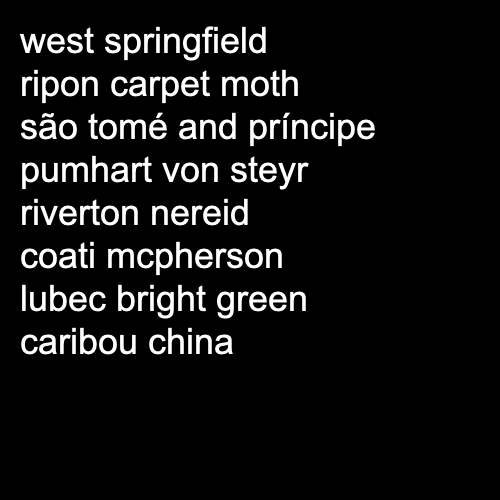 west springfield
ripon carpet moth
são tomé and príncipe
pumhart von steyr
riverton nereid
coati mcpherson
lubec bright green
caribou china